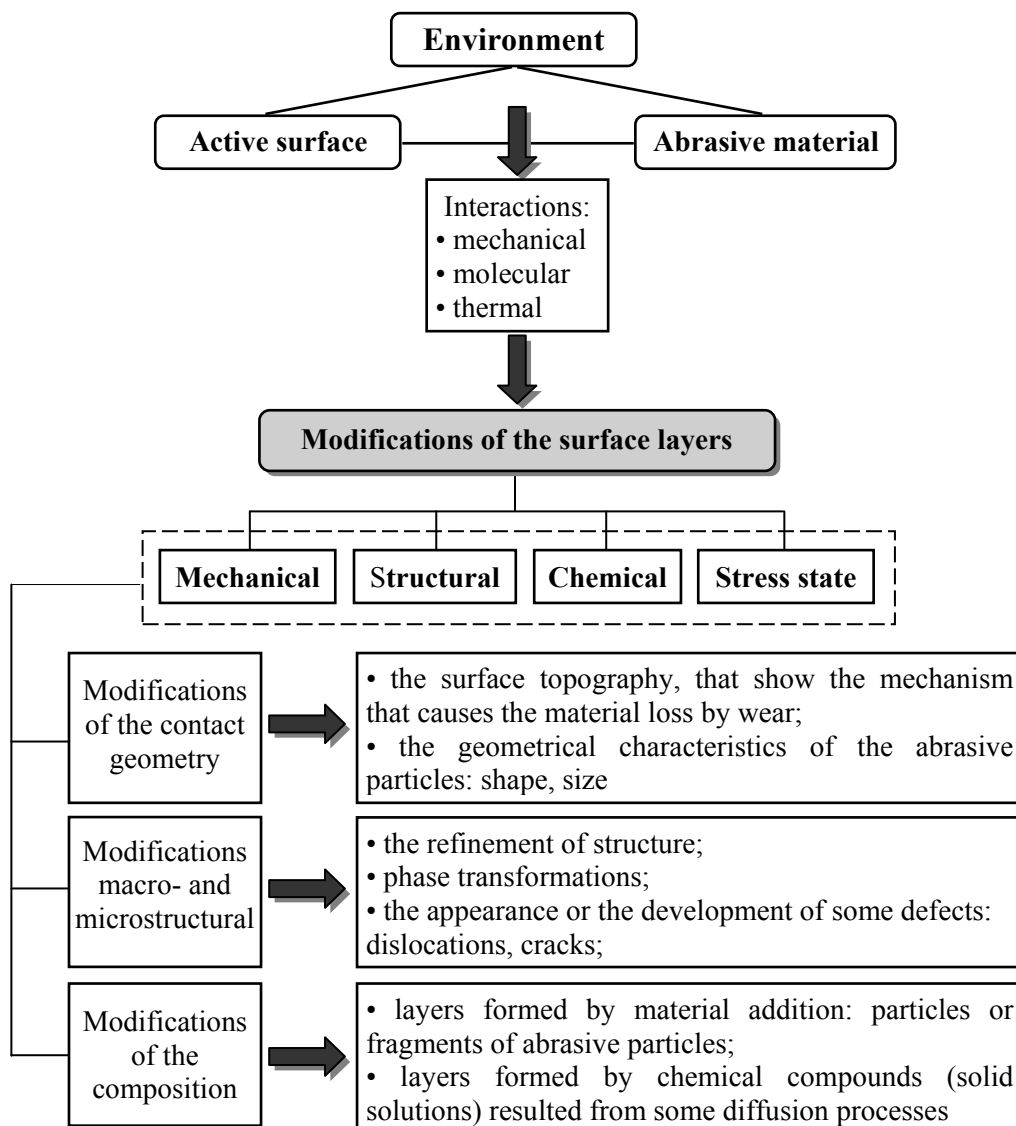 Environment
Active surface
Abrasive material
Interactions:
• mechanical
• molecular
• thermal
Modifications of the surface layers
Mechanical
Structural
Chemical
Stress state
Modifications
of the contact
geometry
• the surface topography, that show the mechanism
that causes the material loss by wear;
• the geometrical characteristics of the abrasive
particles: shape, size
Modifications
macro- and
microstructural
• the refinement of structure;
• phase transformations;
• the appearance or the development of some defects:
dislocations, cracks;
Modifications
of the
composition
• layers formed by material addition: particles or
fragments of abrasive particles;
• layers formed by chemical compounds (solid
solutions) resulted from some diffusion processes